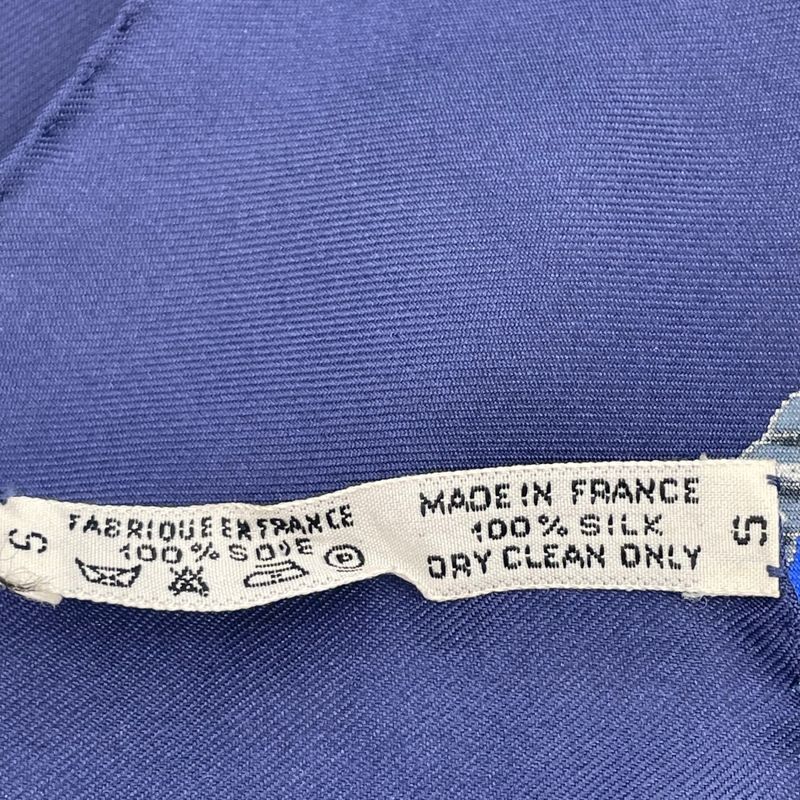 S
FABRIQUE EN FRANCE
100% SOIE
MADE IN FRANCE
100% SILK
DRY CLEAN ONLY
S